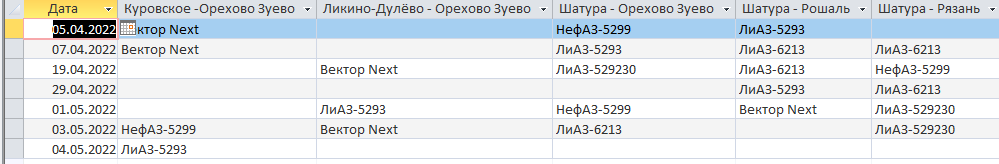 Дата Куровское -Орехово Зуево Ликино-Дулёво - Орехово Зуево Шатура - Орехово Зуево Шатура - Рошаль Шатура - Рязань
05.04.2022 ктор Next НефАЗ-5299 ЛиАЗ-5293
07.04.2022 Вектор Next ЛиАЗ-5293 ЛиАЗ-6213 ЛиАЗ-6213
19.04.2022 Вектор Next ЛиАЗ-529230 ЛиАЗ-6213 НефАЗ-5299
29.04.2022 ЛиАЗ-5293 ЛиАЗ-6213
01.05.2022 ЛиАЗ-5293 НефАЗ-5299 Вектор Next ЛиАЗ-529230
03.05.2022 НефАЗ-5299 Вектор Next ЛиАЗ-6213 ЛиАЗ-529230
04.05.2022 ЛиАЗ-5293